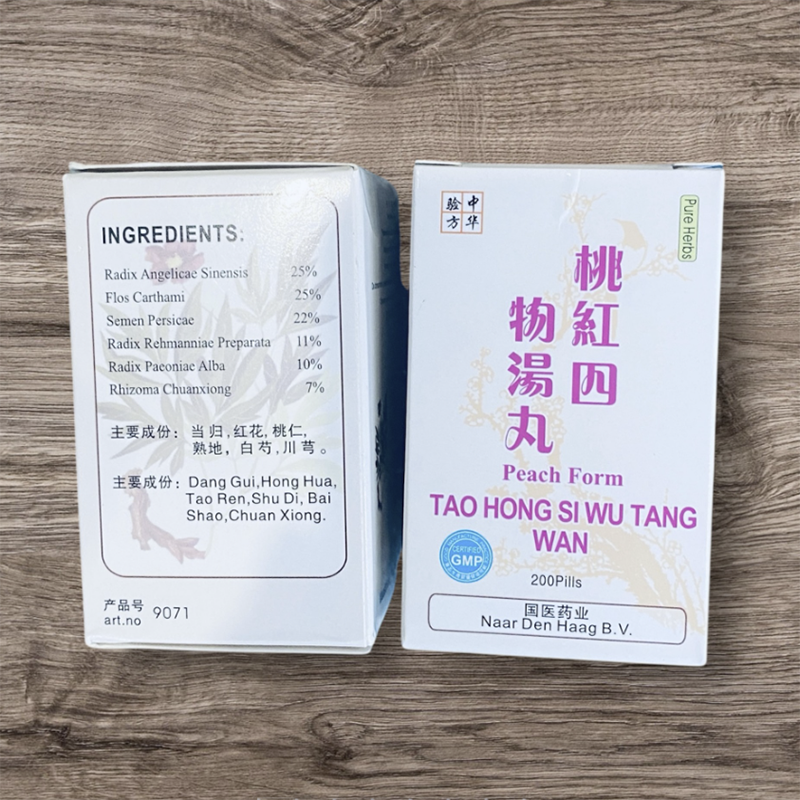 INGREDIENTS:
Radix Angelicae Sinensis 25%
Flos Carthami 25%
Semen Persicae 22%
Radix Rehmanniae Preparata 11%
Radix Paeoniae Alba 10%
Rhizoma Chuanxiong 7%
主要成份：当归,红花,桃仁,
熟地，白芍,川芎。
主要成份：Dang Gui,Hong Hua,
Tao Ren,Shu Di, Bai
Shao,Chuan Xiong.
产品号
art.no 9071
中华
验方
Pure Herbs
桃紅四
物湯丸
Peach Form
TAO HONG SI WU TANG
WAN
CERTIFIED
GMP
200Pills
国医药业
Naar Den Haag B.V.